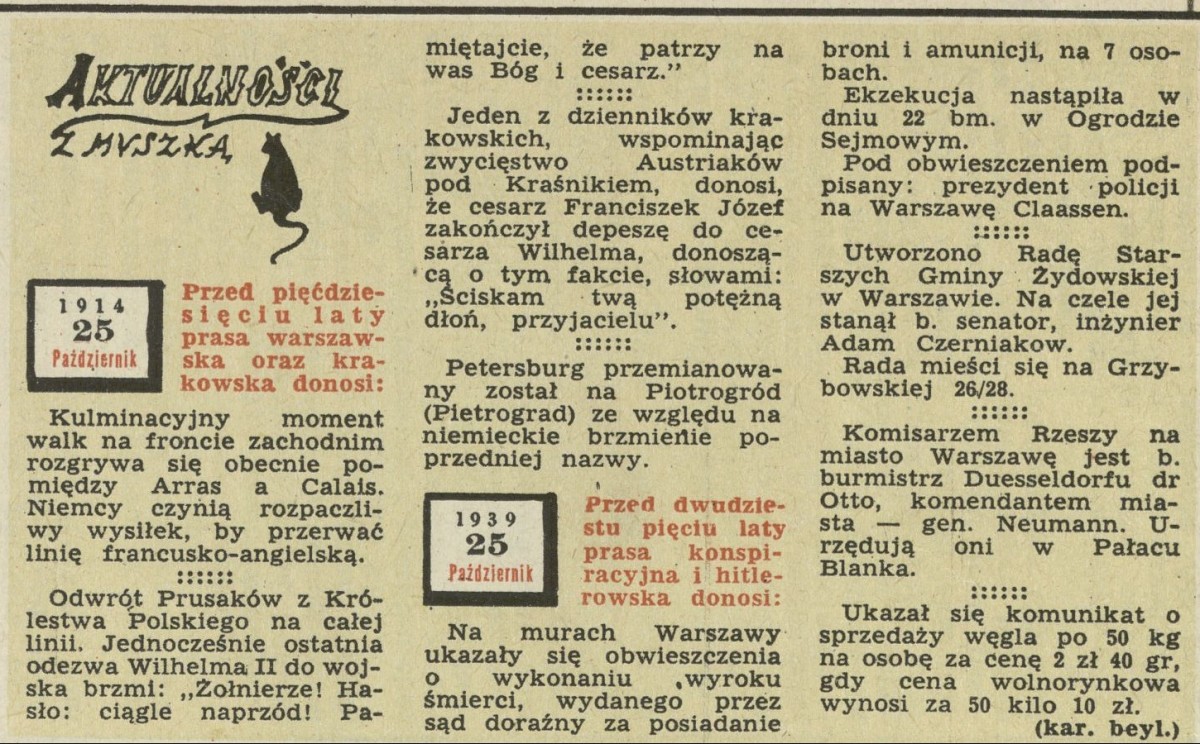 AKTUALNOŚCI
Z MYSZKĄ
1914
25
Październik
Przed pięćdzie-
sięciu laty
prasa warszaw-
ska oraz kra-
kowska donosi:
Kulminacyjny moment
walk na froncie zachodnim
rozgrywa się obecnie po-
między Arras a Calais.
Niemcy czynią rozpaczli-
wy wysiłek, by przerwać
linię francusko-angielską.
::::::
Odwrót Prusaków z Kró-
lestwa Polskiego na całej
linii. Jednocześnie ostatnia
odezwa Wilhelma II do woj-
ska brzmi: „Żołnierze! Ha-
sło: ciągle naprzód! Pa-
miętajcie, że patrzy na
was Bóg i cesarz.”
::::::
Jeden z dzienników kra-
kowskich, wspominając
zwycięstwo Austriaków
pod Kraśnikiem, donosi,
że cesarz Franciszek Józef
zakończył depeszę do ce-
sarza Wilhelma, donoszą-
cą o tym fakcie, słowami:
„Ściskam twą potężną
dłoń, przyjacielu”.
::::::
Petersburg przemianowa-
ny został na Piotrogród
(Pietrograd) ze względu na
niemieckie brzmienie po-
przedniej nazwy.
1939
25
Październik
Przed dwudzie-
stu pięciu laty
prasa konspi-
racyjna i hitle-
rowska donosi:
Na murach Warszawy
ukazały się obwieszczenia
o wykonaniu wyroku
śmierci, wydanego przez
sąd doraźny za posiadanie
broni i amunicji, na 7 oso-
bach.
Ekzekucja nastąpiła w
dniu 22 bm. w Ogrodzie
Sejmowym.
Pod obwieszczeniem pod-
pisany: prezydent policji
na Warszawę Claassen.
::::::
Utworzono Radę Star-
szych Gminy Żydowskiej
w Warszawie. Na czele jej
stanął b. senator, inżynier
Adam Czerniakow.
Rada mieści się na Grzy-
bowskiej 26/28.
::::::
Komisarzem Rzeszy na
miasto Warszawę jest b.
burmistrz Duesseldorfu dr
Otto, komendantem mia-
sta — gen. Neumann. U-
rzędują oni w Pałacu
Blanka.
::::::
Ukazał się komunikat o
sprzedaży węgla po 50 kg
na osobę za cenę 2 zł 40 gr,
gdy cena wolnorynkowa
wynosi za 50 kilo 10 zł.
(kar. beyl.)